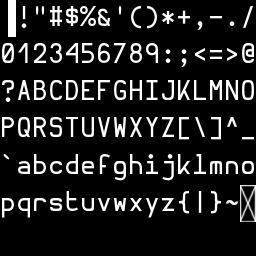 !"#$%&'()*+,-./
0123456789:;<=>@
?ABCDEFGHIJKLMNO
PQRSTUVWXYZ[\]^_
`abcdefghijklmno
pqrstuvwxyz{|}~